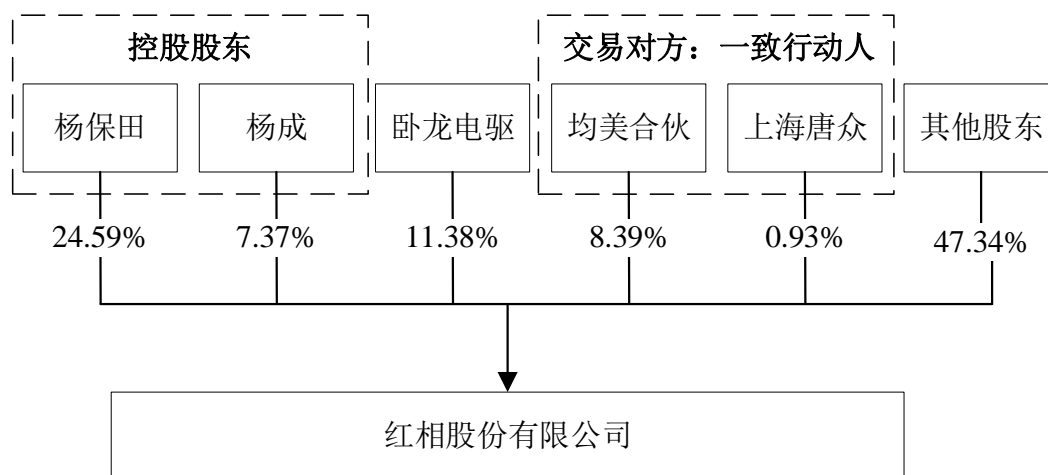 控股股东
交易对方：一致行动人
杨保田
杨成
卧龙电驱
均美合伙
上海唐众
其他股东
24.59%
7.37%
11.38%
8.39%
0.93%
47.34%
红相股份有限公司